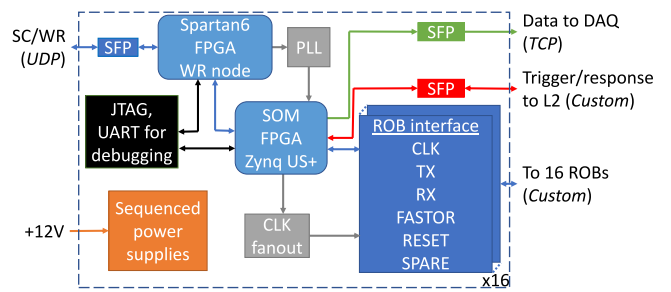 SC/WR
(UDP)
SFP
Spartan6
FPGA
WR node
PLL
SFP
Data to DAQ
(TCP)
SFP
Trigger/response
to L2 (Custom)
JTAG,
UART for
debugging
SOM
FPGA
Zynq US+
ROB interface
CLK
TX
RX
FASTOR
RESET
SPARE
To 16 ROBs
(Custom)
+12V
Sequenced
power
supplies
CLK
fanout
x16